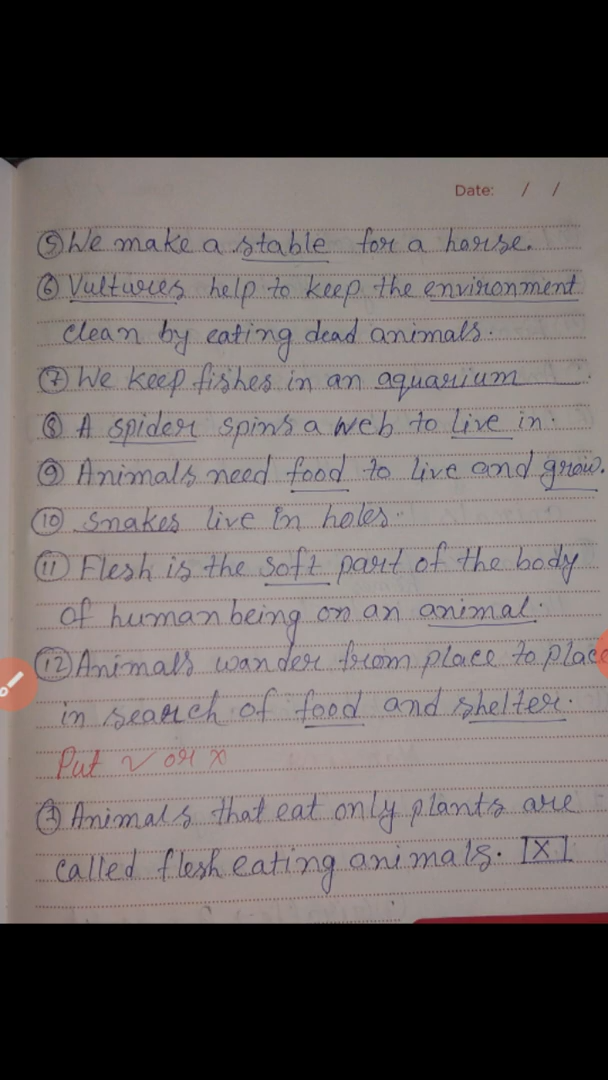 Date: / /
⑤ We make a stable for a horse.
⑥ Vultures help to keep the environment
clean by eating dead animals.
⑦ We keep fishes in an aquarium.
⑧ A spider spins a web to live in.
⑨ Animals need food to live and grow.
⑩ Snakes live in holes.
⑪ Flesh is the soft part of the body
of human being or an animal.
⑫ Animals wander from place to place
in search of food and shelter.
Put ✓ or x
① Animals that eat only plants are
called flesh eating animals. [X]